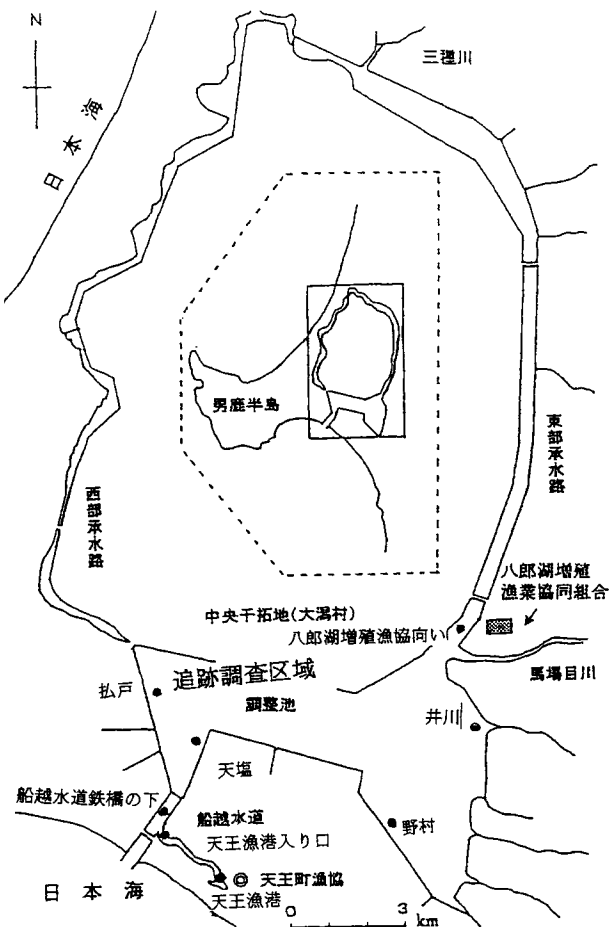 N
三種川
日本海
男鹿半島
東部承水路
西部承水路
八郎湖増殖
漁業協同組合
中央干拓地(大潟村)
八郎湖増殖漁協向い
馬場目川
追跡調査区域
払戸
調整池
井川
天塩
船越水道鉄橋の下
船越水道
野村
天王漁港入り口
天王町漁協
日本海
天王漁港
0 3
km